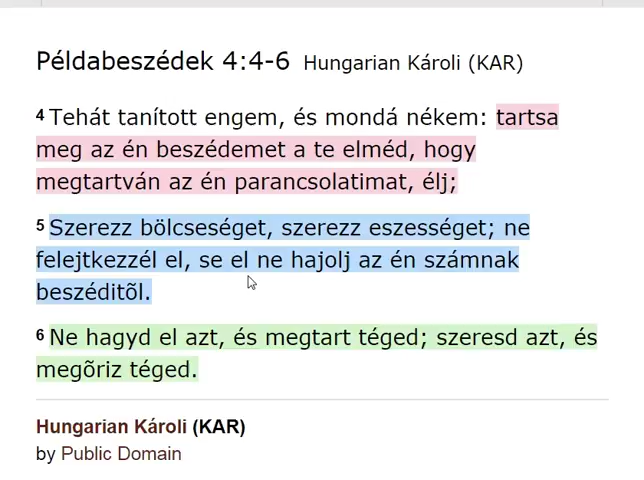 Példabeszédek 4:4-6 Hungarian Károli (KAR)
4 Tehát tanított engem, és mondá nékem: tartsa
meg az én beszédemet a te elméd, hogy
megtartván az én parancsolatimat, élj;
5 Szerezz bölcseséget, szerezz eszességet; ne
felejtkezzél el, se el ne hajolj az én számnak
beszéditõl.
6 Ne hagyd el azt, és megtart téged; szeresd azt, és
megõriz téged.
Hungarian Károli (KAR)
by Public Domain